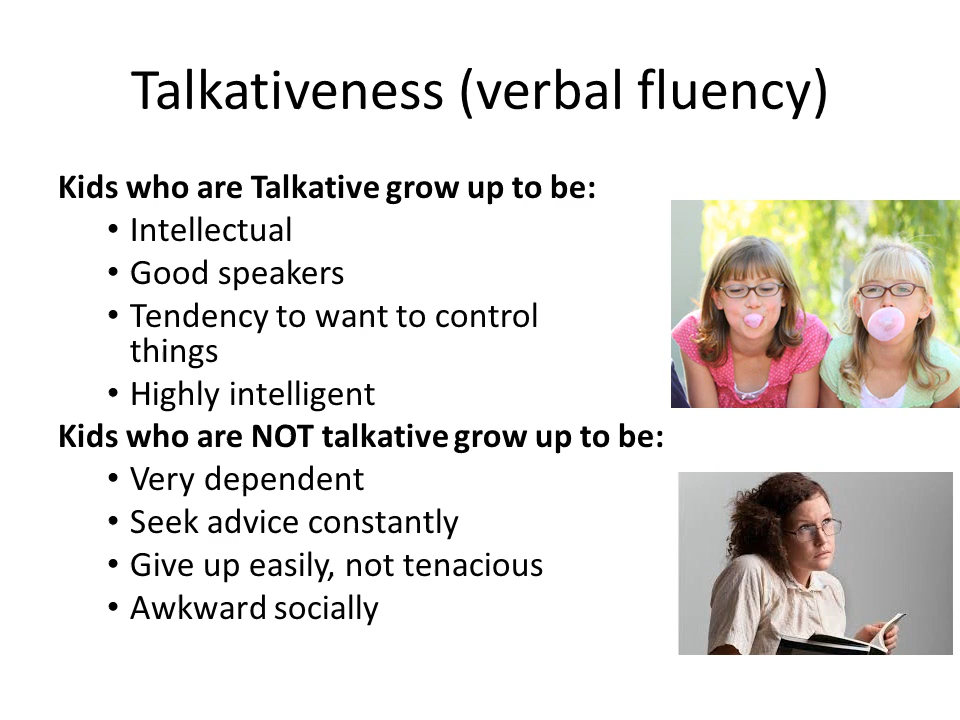 Talkativeness (verbal fluency)
Kids who are Talkative grow up to be:
• Intellectual
• Good speakers
• Tendency to want to control
things
• Highly intelligent
Kids who are NOT talkative grow up to be:
• Very dependent
• Seek advice constantly
• Give up easily, not tenacious
• Awkward socially